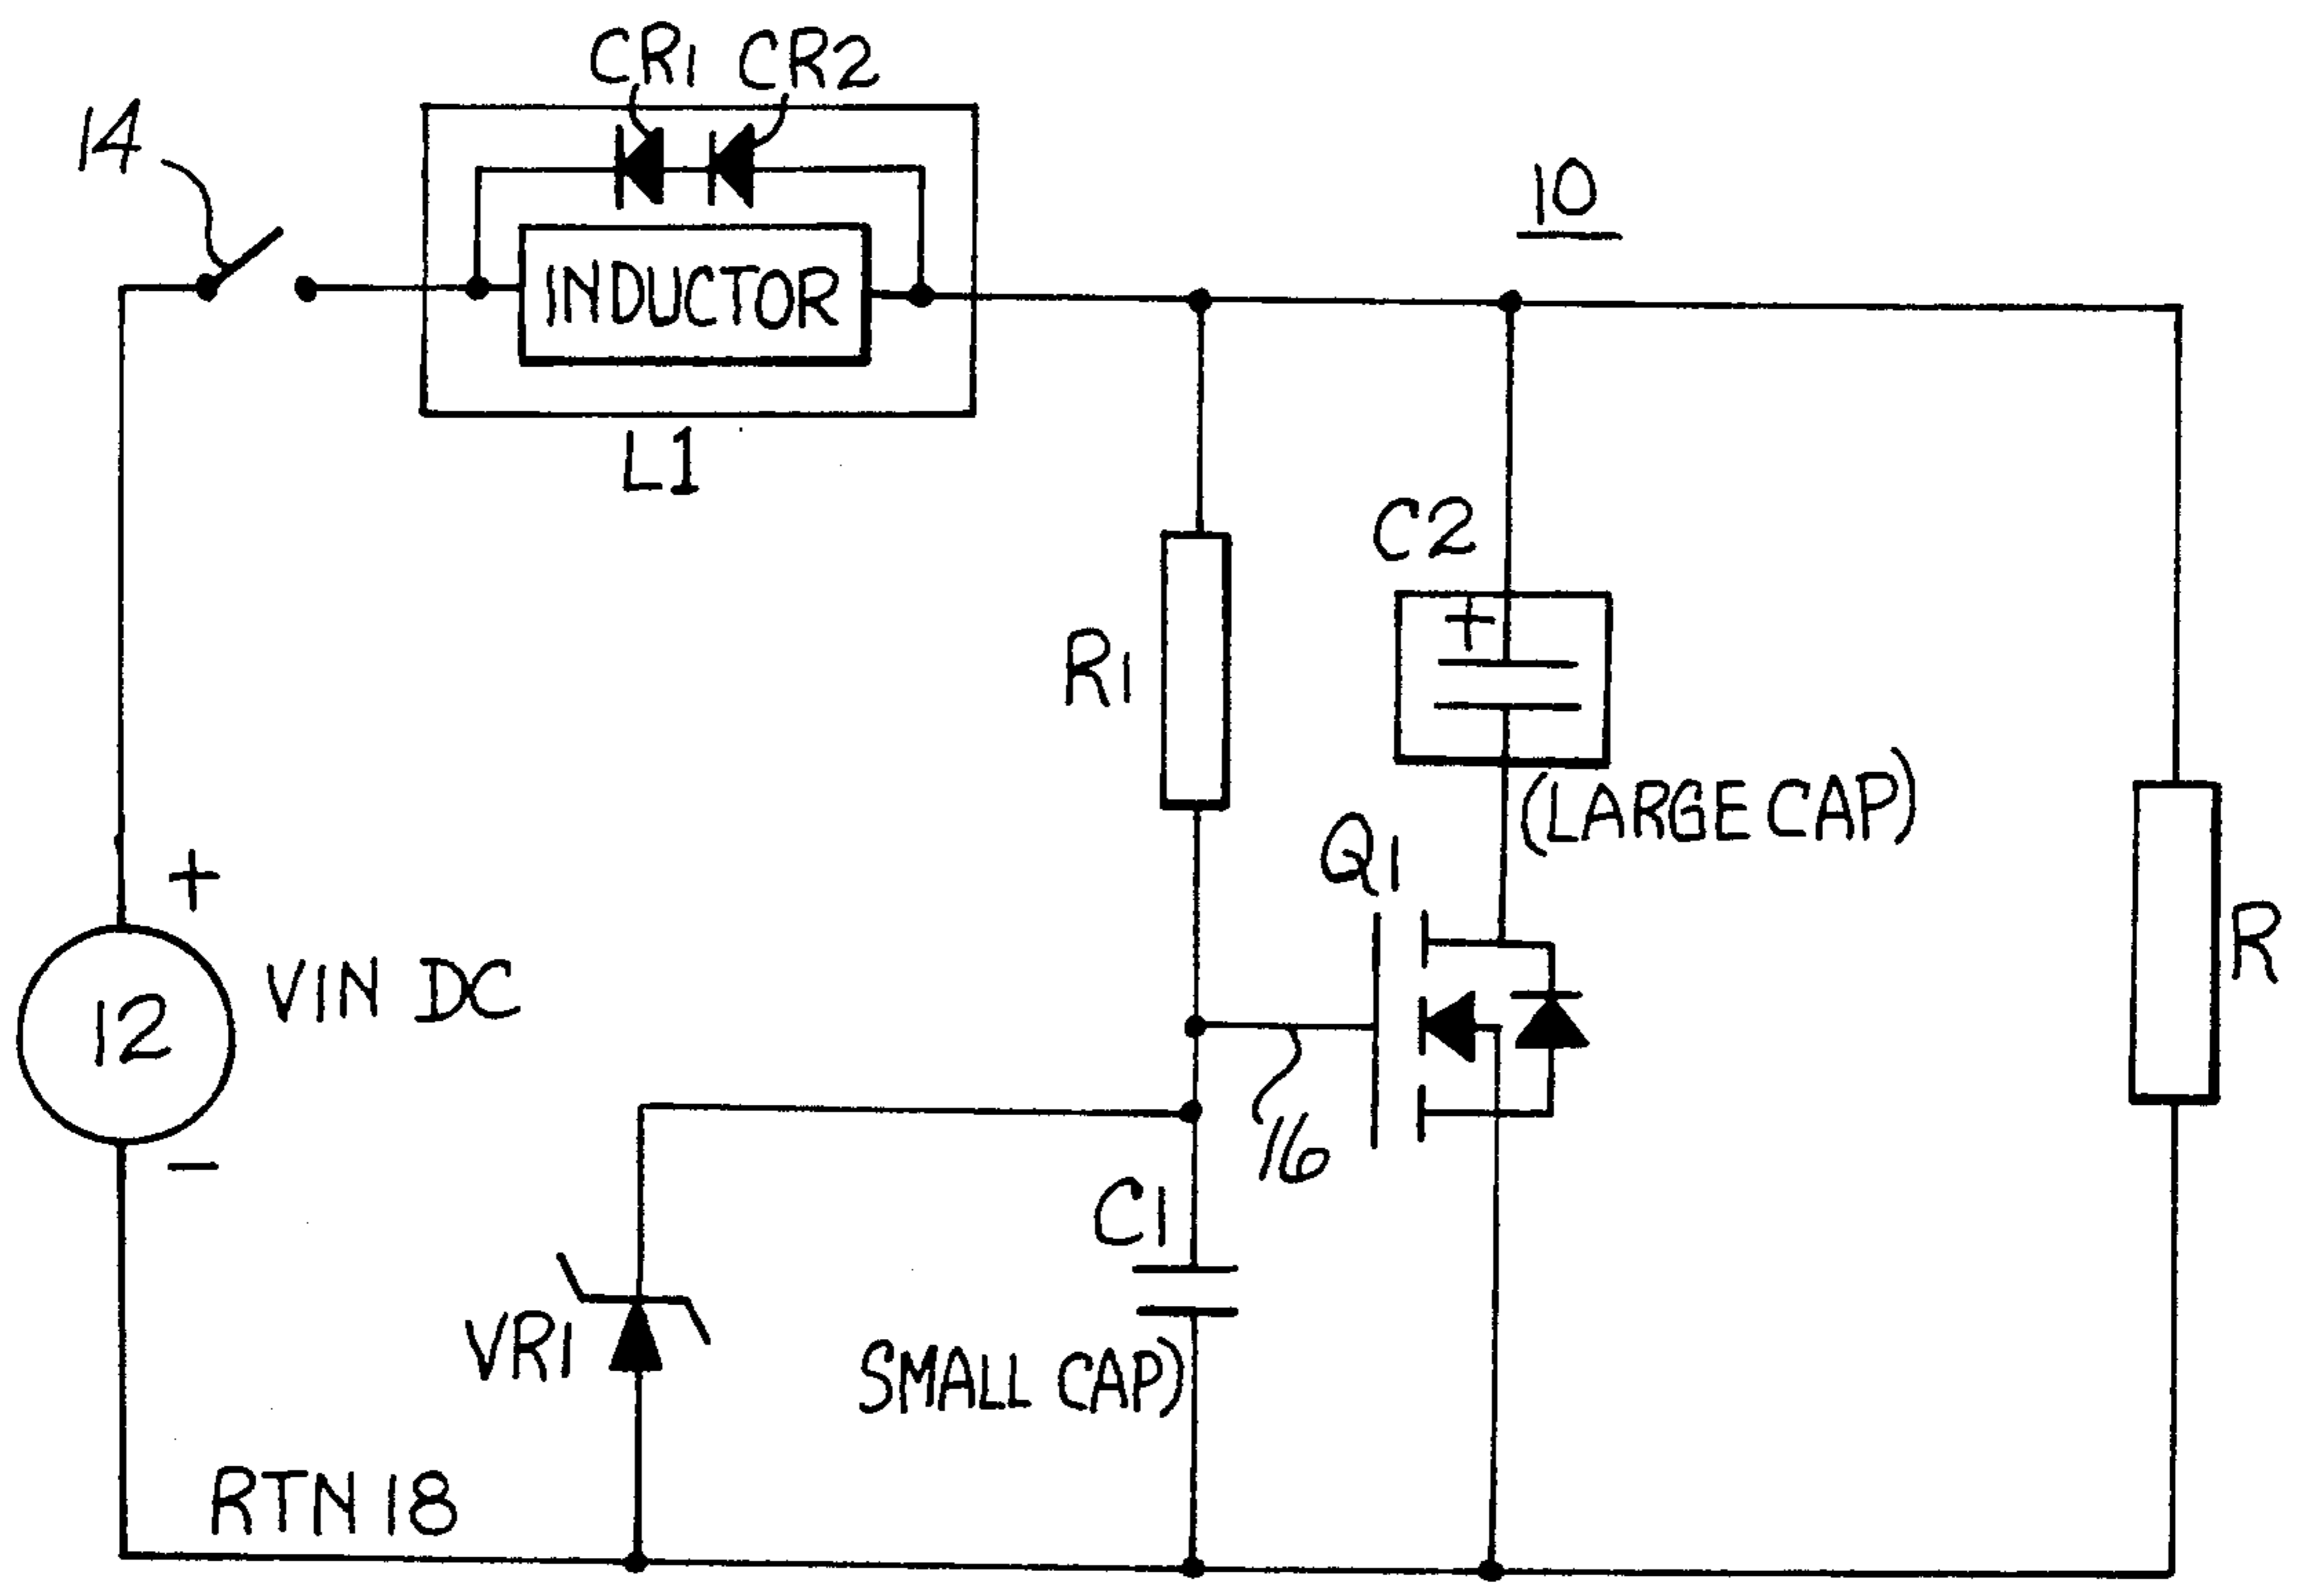 CR1 CR2
14
10
INDUCTOR
L1
C2
+
R1
(LARGE CAP)
Q1
+
R
12
VIN DC
16
−
C1
VR1
SMALL CAP)
RTN 18